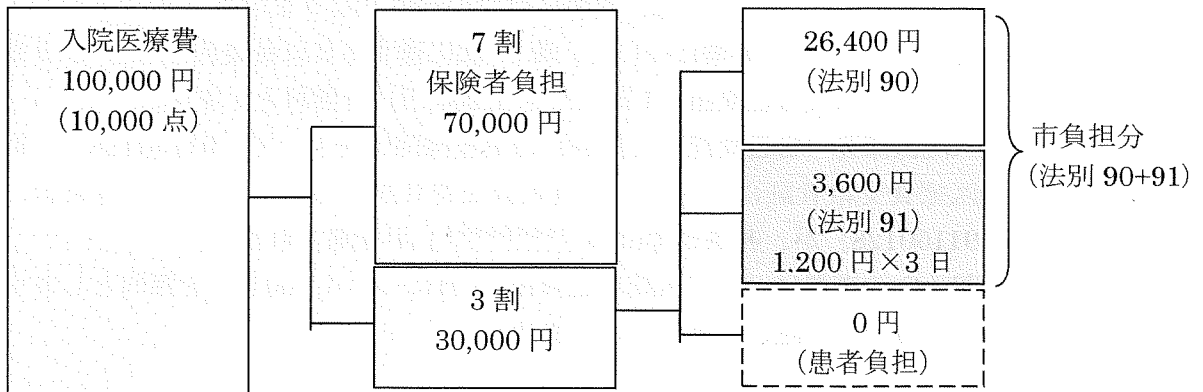 入院医療費
100,000 円
(10,000 点)
7 割
保険者負担
70,000 円
3 割
30,000 円
26,400 円
(法別 90)
3,600 円
(法別 91)
1,200 円×3 日
0 円
(患者負担)
市負担分
(法別 90+91)